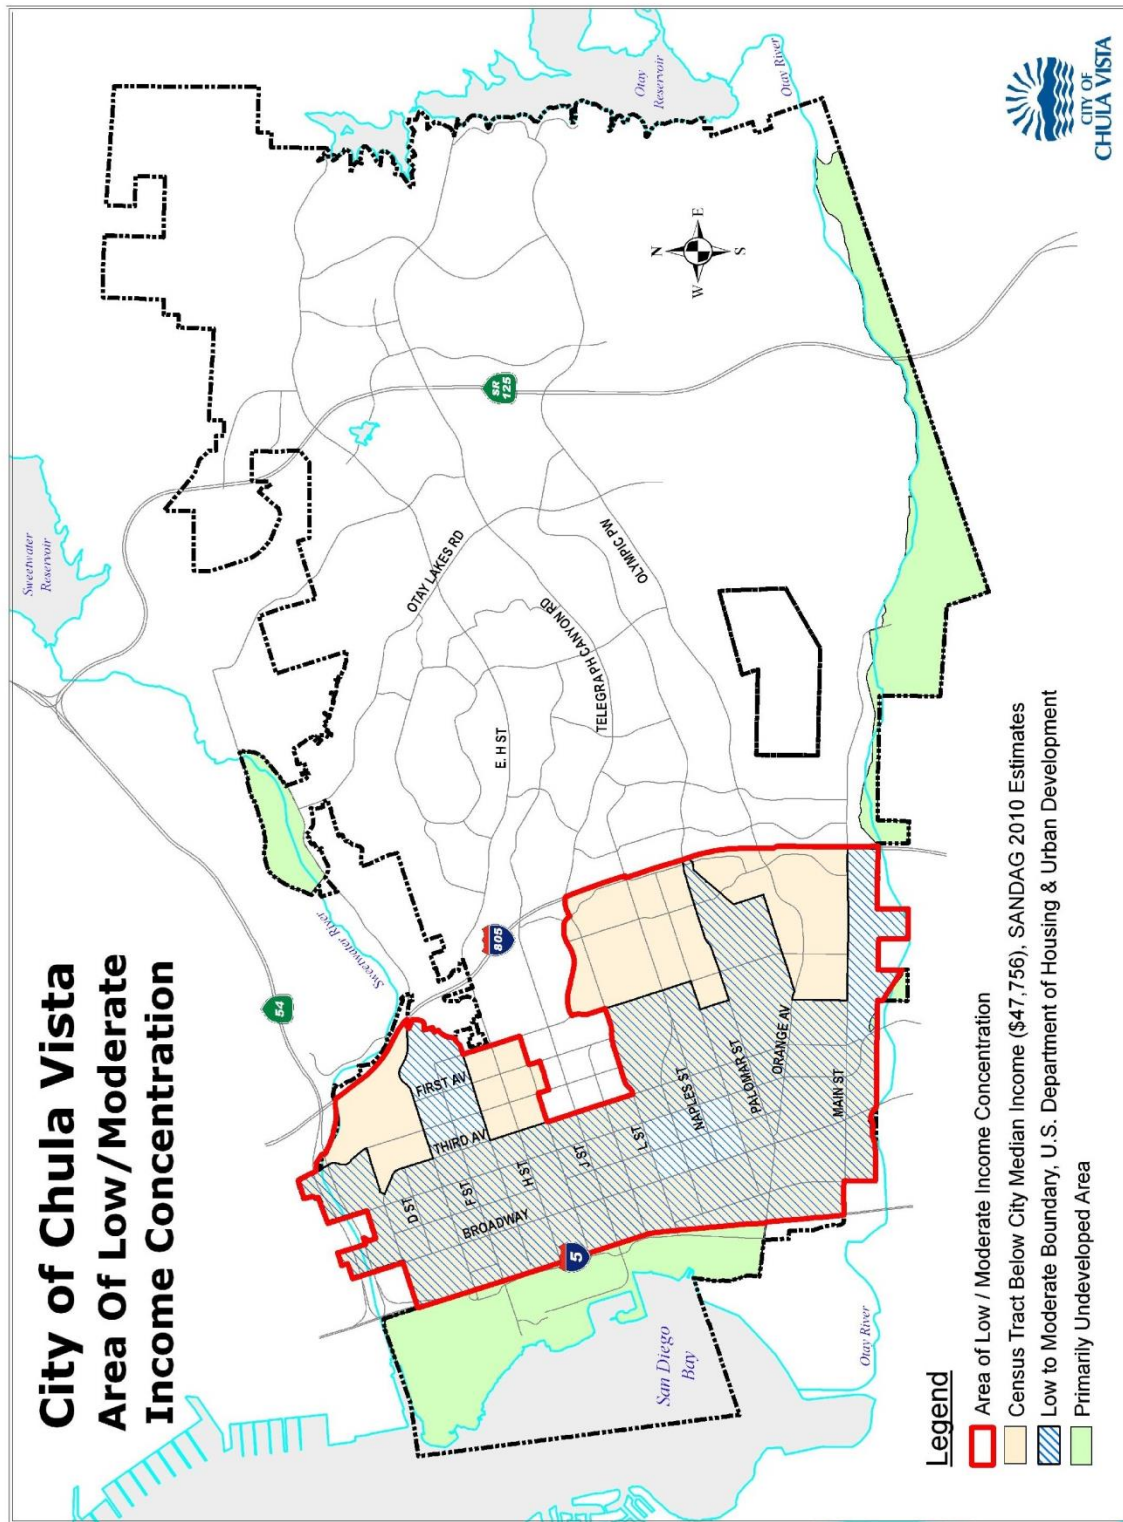 City of Chula Vista
Area Of Low/Moderate
Income Concentration
Sweetwater
Reservoir
54
Sweetwater River
805
SR
125
Otay
Reservoir
Otay River
OTAY LAKES RD
E. H ST
TELEGRAPH CANYON RD
OLYMPIC PW
FIRST AV
THIRD AV
D ST
F ST
H ST
J ST
L ST
BROADWAY
NAPLES ST
PALOMAR ST
ORANGE AV
MAIN ST
5
San Diego
Bay
Otay River
N
W
E
S
Legend
Area of Low / Moderate Income Concentration
Census Tract Below City Median Income ($47,756), SANDAG 2010 Estimates
Low to Moderate Boundary, U.S. Department of Housing & Urban Development
Primarily Undeveloped Area
CITY OF
CHULA VISTA